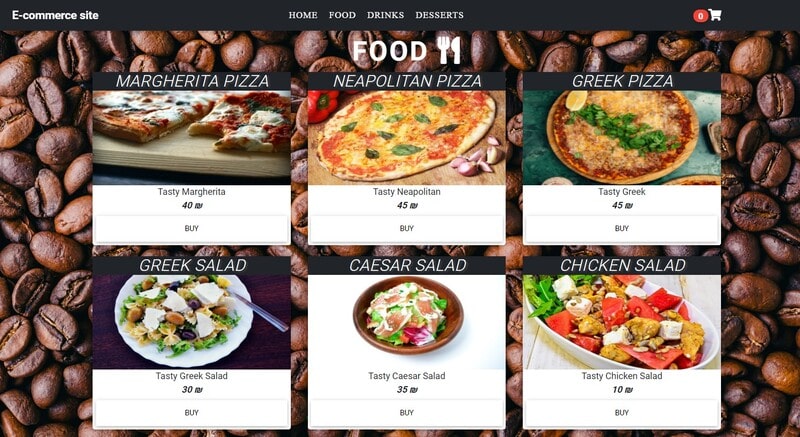 E-commerce site HOME FOOD DRINKS DESSERTS 0
FOOD
MARGHERITA PIZZA NEAPOLITAN PIZZA GREEK PIZZA
Tasty Margherita Tasty Neapolitan Tasty Greek
40 ₪ 45 ₪ 45 ₪
BUY BUY BUY
GREEK SALAD CAESAR SALAD CHICKEN SALAD
Tasty Greek Salad Tasty Caesar Salad Tasty Chicken Salad
30 ₪ 35 ₪ 10 ₪
BUY BUY BUY